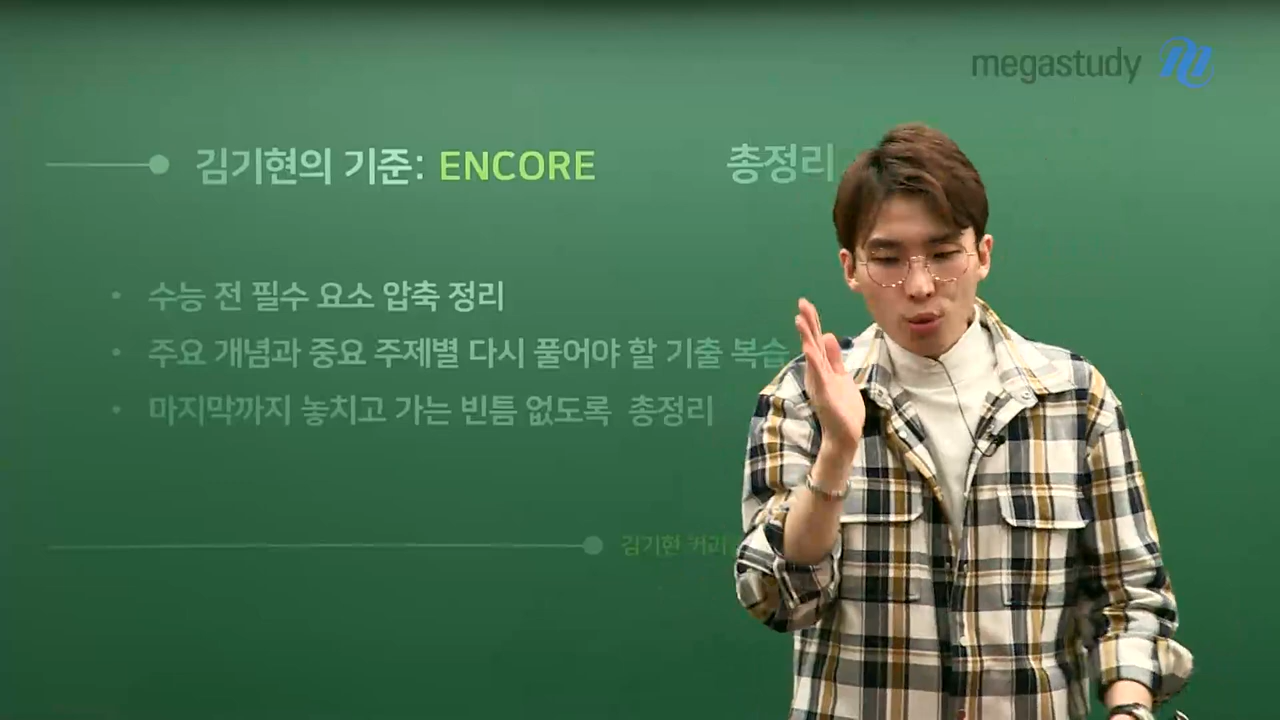 megastudy
김기현의 기준: ENCORE 총정리
• 수능 전 필수 요소 압축 정리
• 주요 개념과 중요 주제별 다시 풀어야 할 기출 복습
• 마지막까지 놓치고 가는 빈틈 없도록 총정리
김기현 커리